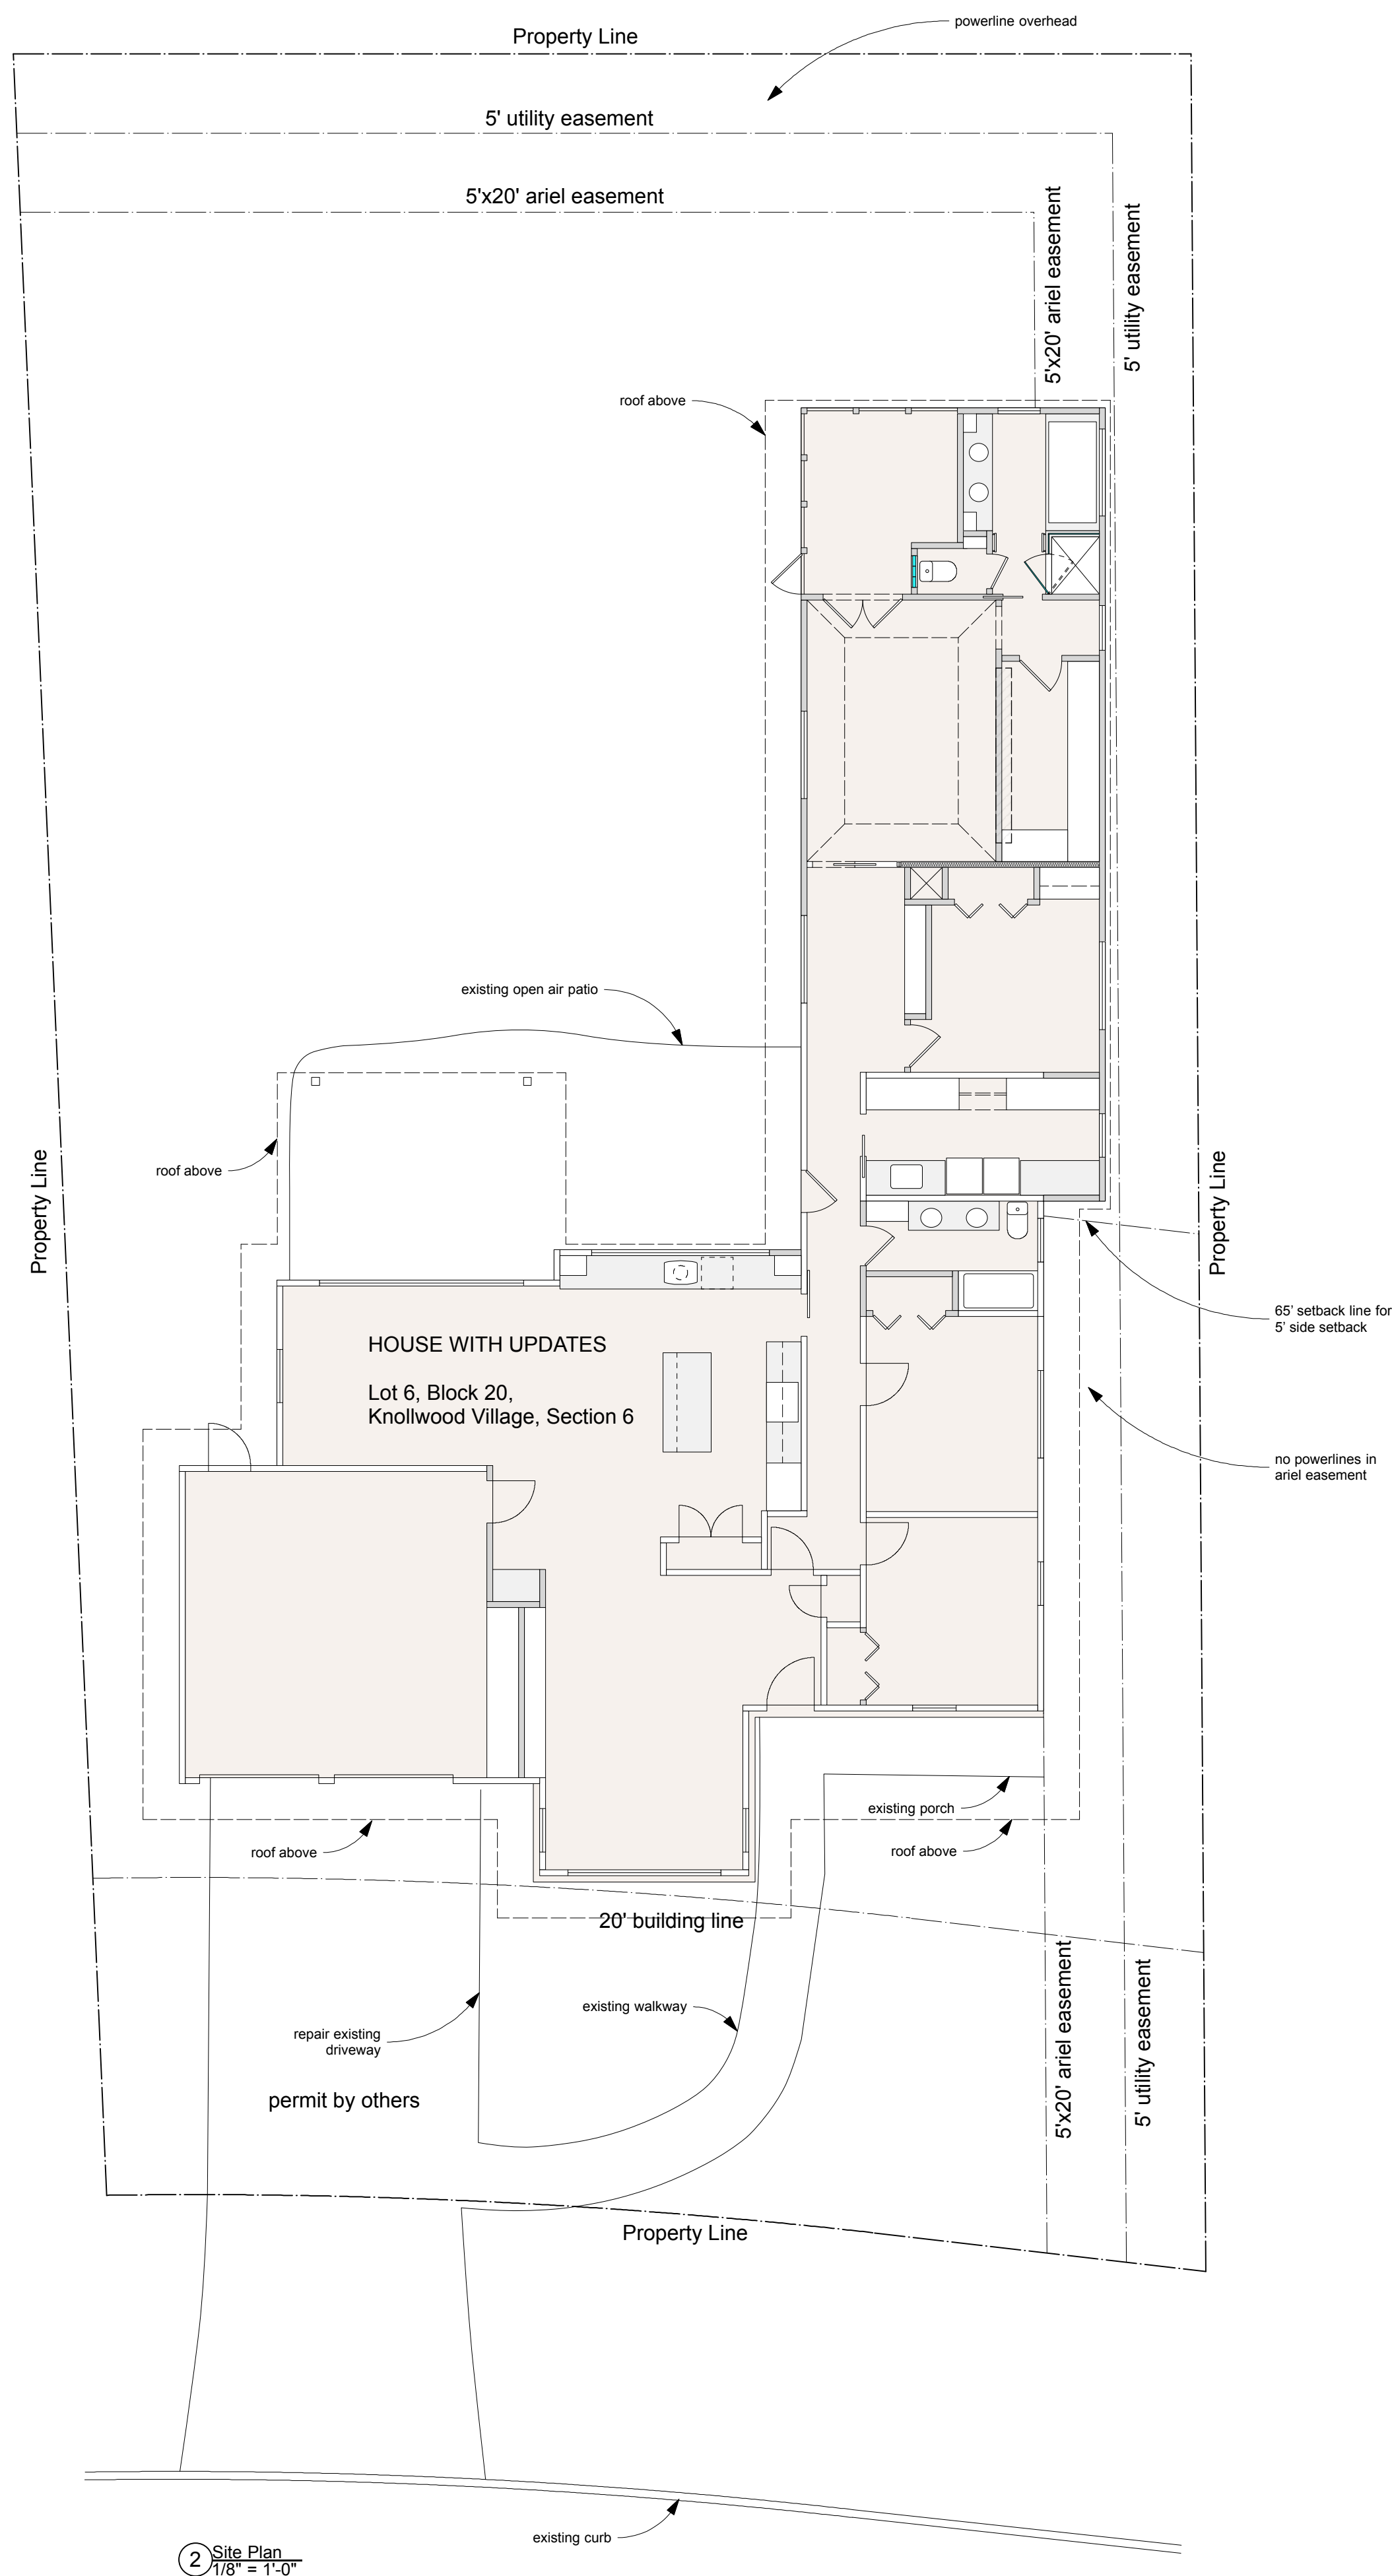 powerline overhead
Property Line
5' utility easement
5'x20' ariel easement
5'x20' ariel easement
5' utility easement
roof above
existing open air patio
roof above
Property Line
Property Line
65' setback line for
5' side setback
HOUSE WITH UPDATES
Lot 6, Block 20,
Knollwood Village, Section 6
no powerlines in
ariel easement
existing porch
roof above
roof above
20' building line
existing walkway
repair existing
driveway
permit by others
5'x20' ariel easement
5' utility easement
Property Line
existing curb
2
Site Plan
1/8" = 1'-0"